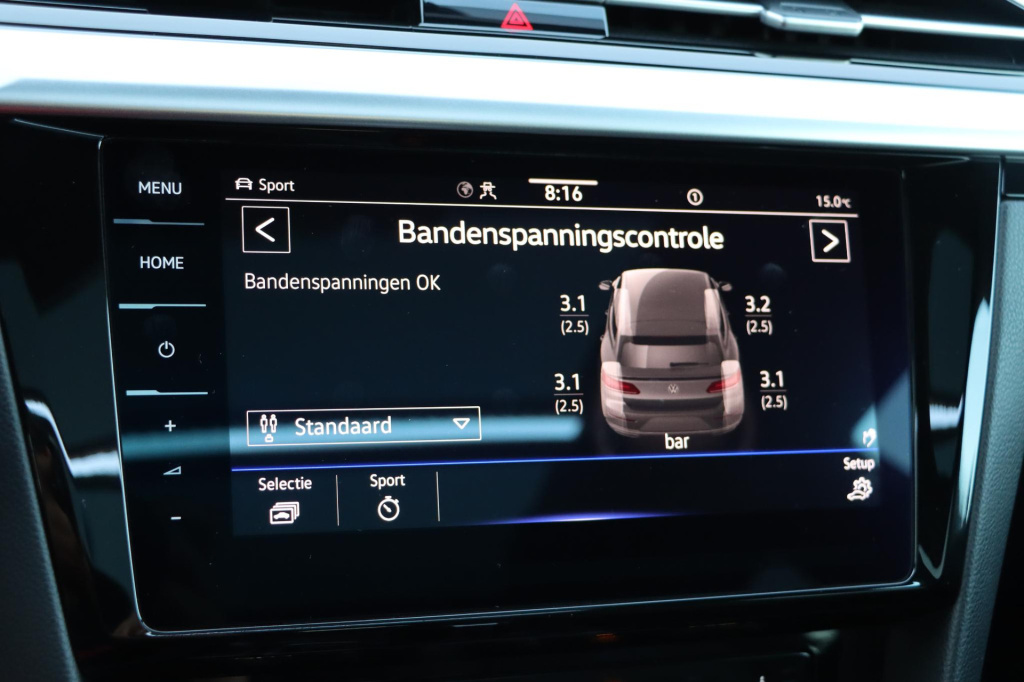 MENU
HOME
+
-
Sport
8:16
1
15.0°C
<
Bandenspanningscontrole
>
Bandenspanningen OK
3.1
(2.5)
3.2
(2.5)
3.1
(2.5)
3.1
(2.5)
bar
Standaard
Selectie
Sport
Setup